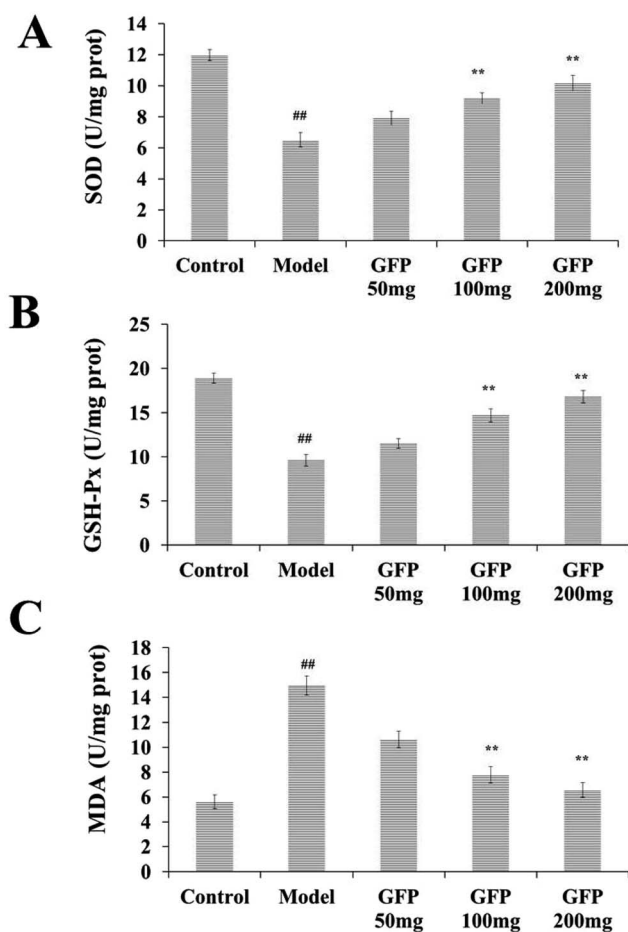 A
SOD (U/mg prot)
14
12
10
8
6
4
2
0
##
**
**
Control Model GFP GFP GFP
50mg 100mg 200mg
B
GSH-Px (U/mg prot)
25
20
15
10
5
0
##
**
**
Control Model GFP GFP GFP
50mg 100mg 200mg
C
MDA (U/mg prot)
18
16
14
12
10
8
6
4
2
0
##
**
**
Control Model GFP GFP GFP
50mg 100mg 200mg